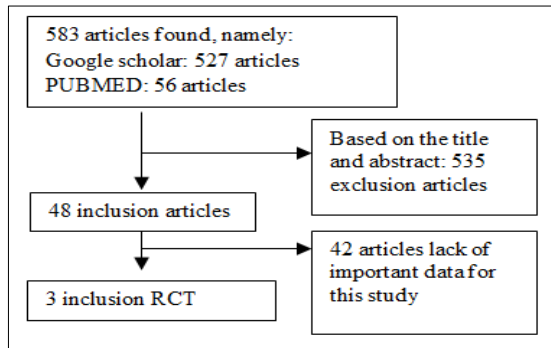 583 articles found, namely:
Google scholar: 527 articles
PUBMED: 56 articles
Based on the title
and abstract: 535
exclusion articles
48 inclusion articles
42 articles lack of
important data for
this study
3 inclusion RCT